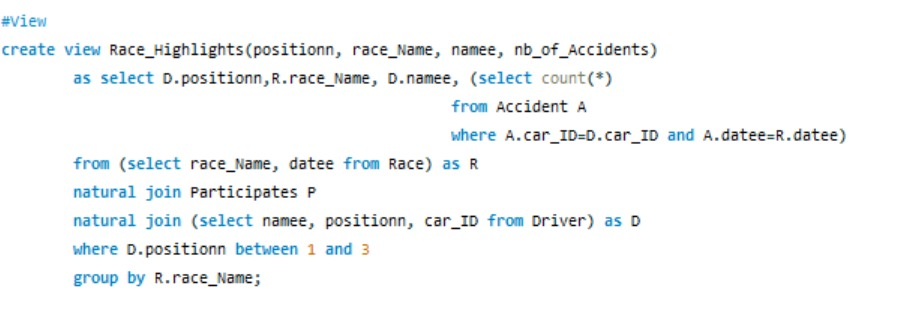 #View
create view Race_Highlights(positionn, race_Name, namee, nb_of_Accidents)
as select D.positionn,R.race_Name, D.namee, (select count(*)
from Accident A
where A.car_ID=D.car_ID and A.datee=R.datee)
from (select race_Name, datee from Race) as R
natural join Participates P
natural join (select namee, positionn, car_ID from Driver) as D
where D.positionn between 1 and 3
group by R.race_Name;